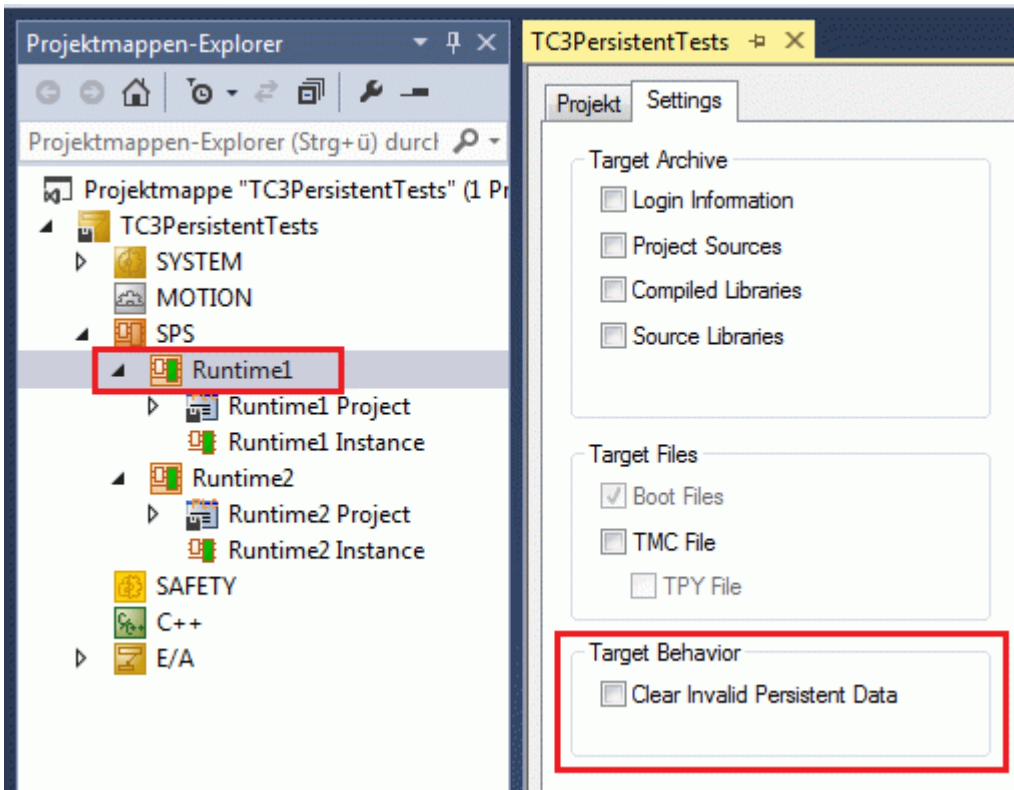 Projektmappen-Explorer
Projektmappen-Explorer (Strg+ü) durcl
Projektmappe "TC3PersistentTests" (1 Pr
TC3PersistentTests
SYSTEM
MOTION
SPS
Runtime1
Runtime1 Project
Runtime1 Instance
Runtime2
Runtime2 Project
Runtime2 Instance
SAFETY
C++
E/A
TC3PersistentTests
Projekt
Settings
Target Archive
Login Information
Project Sources
Compiled Libraries
Source Libraries
Target Files
Boot Files
TMC File
TPY File
Target Behavior
Clear Invalid Persistent Data